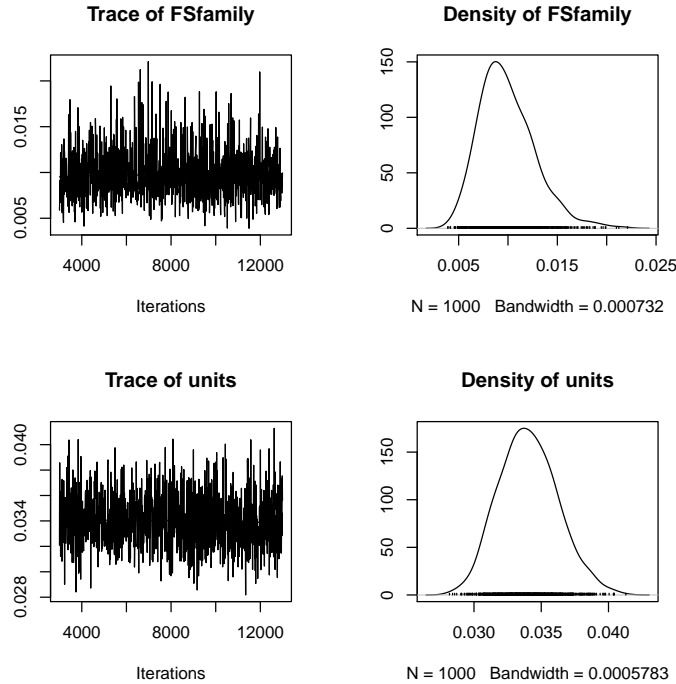 Trace of FSfamily
0.015
0.005
4000 8000 12000
Iterations
Density of FSfamily
150
100
50
0
0.005 0.015 0.025
N = 1000 Bandwidth = 0.000732
Trace of units
0.040
0.034
0.028
4000 8000 12000
Iterations
Density of units
150
100
50
0
0.030 0.035 0.040
N = 1000 Bandwidth = 0.0005783